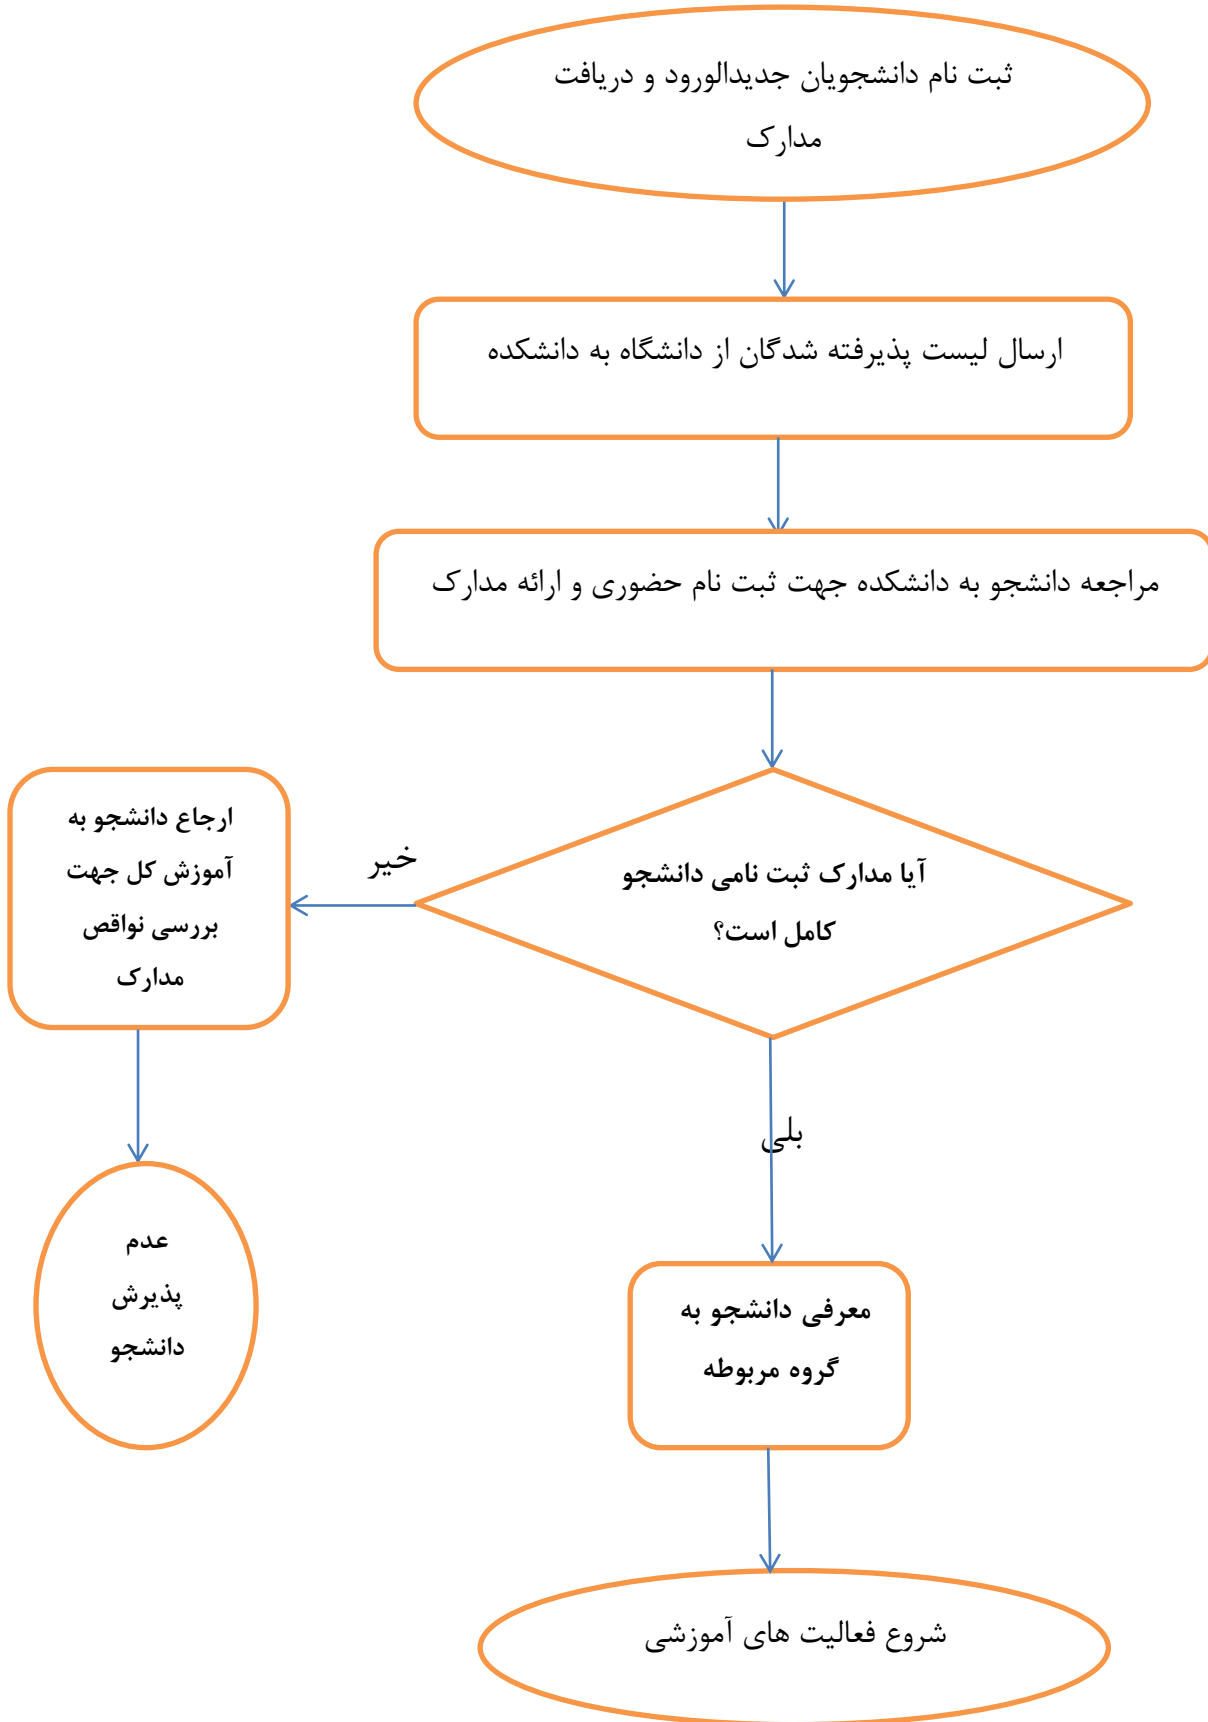 ثبت نام دانشجویان جدیدالورود و دریافت
مدارک
ارسال لیست پذیرفته شدگان از دانشگاه به دانشکده
مراجعه دانشجو به دانشکده جهت ثبت نام حضوری و ارائه مدارک
آیا مدارک ثبت نامی دانشجو
کامل است؟
خیر
ارجاع دانشجو به
آموزش کل جهت
بررسی نواقص
مدارک
عدم
پذیرش
دانشجو
بلی
معرفی دانشجو به
گروه مربوطه
شروع فعالیت های آموزشی